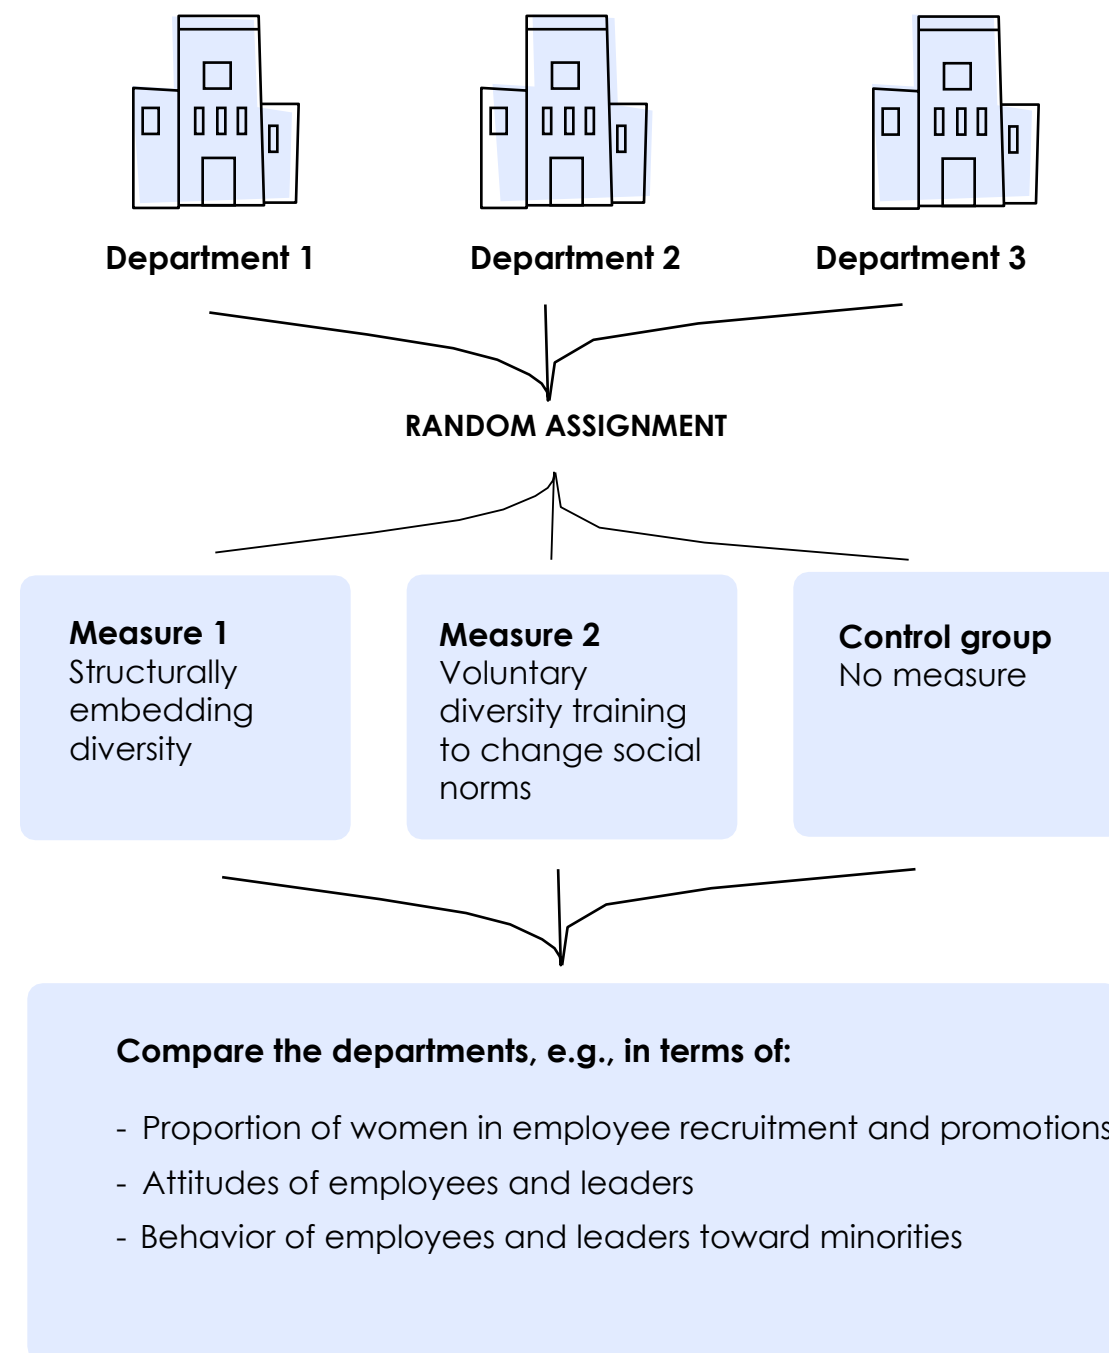 Department 1
Department 2
Department 3
RANDOM ASSIGNMENT
Measure 1
Structurally
embedding
diversity
Measure 2
Voluntary
diversity training
to change social
norms
Control group
No measure
Compare the departments, e.g., in terms of:
- Proportion of women in employee recruitment and promotions
- Attitudes of employees and leaders
- Behavior of employees and leaders toward minorities